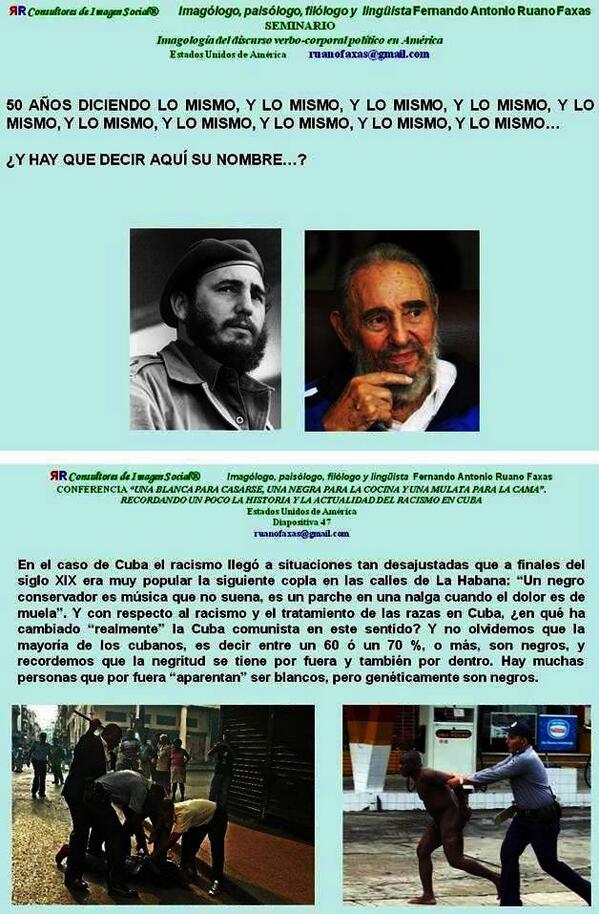 RR Consultores de Imagen Social® Imagólogo, paisólogo, filólogo y lingüista Fernando Antonio Ruano Faxas
SEMINARIO
Imagología del discurso verbo-corporal político en América
Estados Unidos de América ruanofaxas@gmail.com
50 AÑOS DICIENDO LO MISMO, Y LO MISMO, Y LO MISMO, Y LO MISMO, Y LO
MISMO, Y LO MISMO, Y LO MISMO, Y LO MISMO, Y LO MISMO, Y LO MISMO...
¿Y HAY QUE DECIR AQUÍ SU NOMBRE...?
RR Consultores de Imagen Social® Imagólogo, paisólogo, filólogo y lingüista Fernando Antonio Ruano Faxas
CONFERENCIA "UNA BLANCA PARA CASARSE, UNA NEGRA PARA LA COCINA Y UNA MULATA PARA LA CAMA".
RECORDANDO UN POCO LA HISTORIA Y LA ACTUALIDAD DEL RACISMO EN CUBA
Estados Unidos de América
Diapositiva 47
ruanofaxas@gmail.com
En el caso de Cuba el racismo llegó a situaciones tan desajustadas que a finales del
siglo XIX era muy popular la siguiente copla en las calles de La Habana: "Un negro
conservador es música que no suena, es un parche en una nalga cuando el dolor es de
muela". Y con respecto al racismo y el tratamiento de las razas en Cuba, ¿en qué ha
cambiado "realmente" la Cuba comunista en este sentido? Y no olvidemos que la
mayoría de los cubanos, es decir entre un 60 ó un 70 %, o más, son negros, y
recordemos que la negritud se tiene por fuera y también por dentro. Hay muchas
personas que por fuera "aparentan" ser blancos, pero genéticamente son negros.